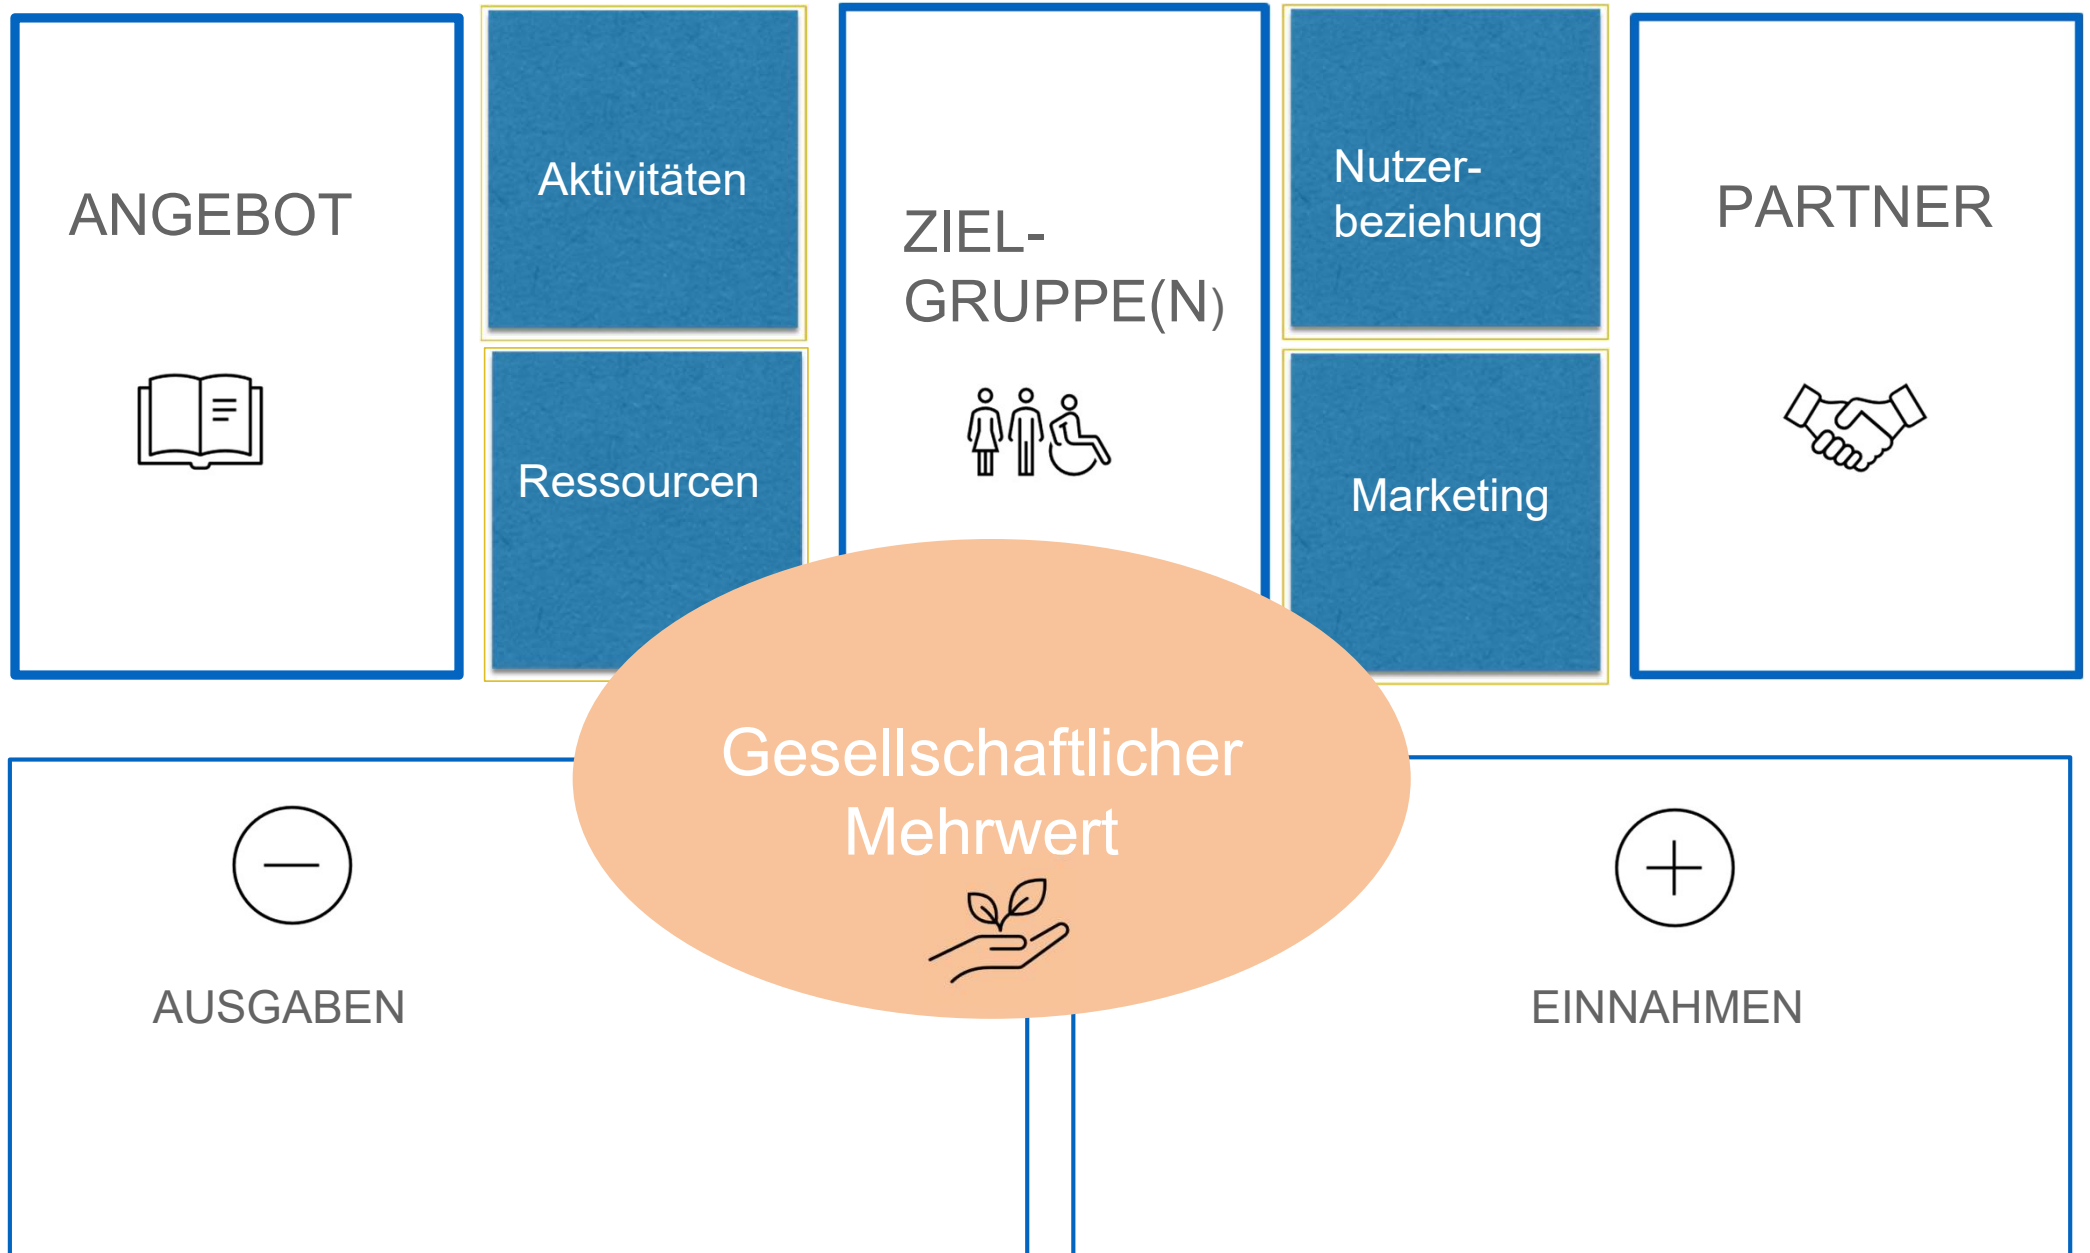 ANGEBOT
Aktivitäten
Ressourcen
ZIEL-
GRUPPE(N)
Nutzer-
beziehung
Marketing
PARTNER
Gesellschaftlicher
Mehrwert
AUSGABEN
EINNAHMEN